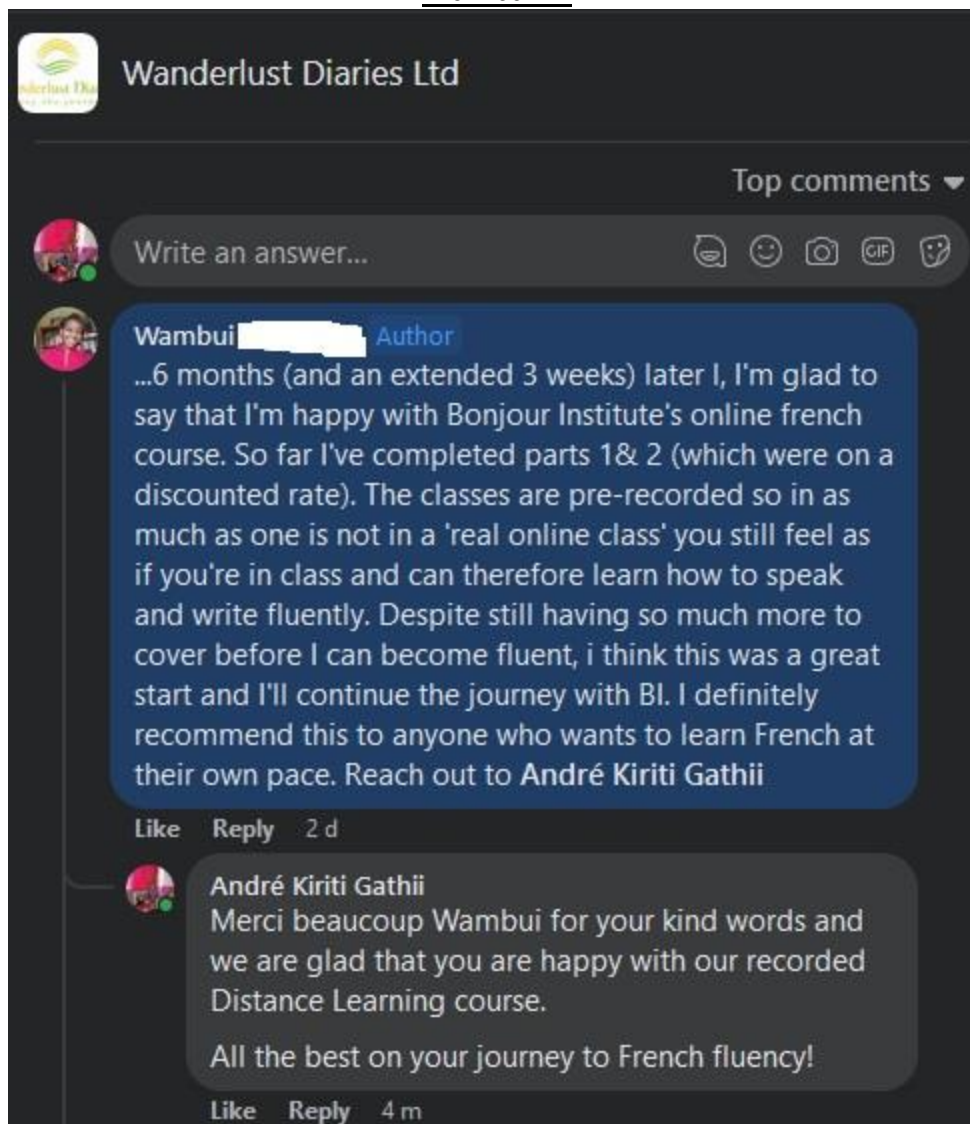 Wanderlust Diaries Ltd
Top comments
Write an answer...
GIF
Wambui Author
...6 months (and an extended 3 weeks) later I, I'm glad to
say that I'm happy with Bonjour Institute's online french
course. So far I've completed parts 1& 2 (which were on a
discounted rate). The classes are pre-recorded so in as
much as one is not in a 'real online class' you still feel as
if you're in class and can therefore learn how to speak
and write fluently. Despite still having so much more to
cover before I can become fluent, i think this was a great
start and I'll continue the journey with BI. I definitely
recommend this to anyone who wants to learn French at
their own pace. Reach out to André Kiriti Gathii
Like Reply 2 d
André Kiriti Gathii
Merci beaucoup Wambui for your kind words and
we are glad that you are happy with our recorded
Distance Learning course.
All the best on your journey to French fluency!
Like Reply 4 m